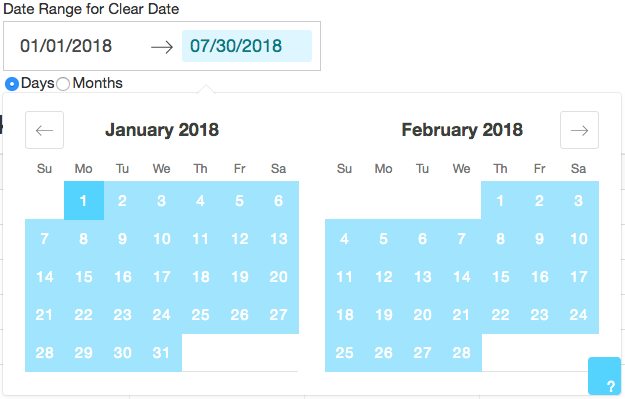 Date Range for Clear Date
01/01/2018 → 07/30/2018
Days Months
← January 2018
Su Mo Tu We Th Fr Sa
1 2 3 4 5 6
7 8 9 10 11 12 13
14 15 16 17 18 19 20
21 22 23 24 25 26 27
28 29 30 31
February 2018 →
Su Mo Tu We Th Fr Sa
1 2 3
4 5 6 7 8 9 10
11 12 13 14 15 16 17
18 19 20 21 22 23 24
25 26 27 28
?